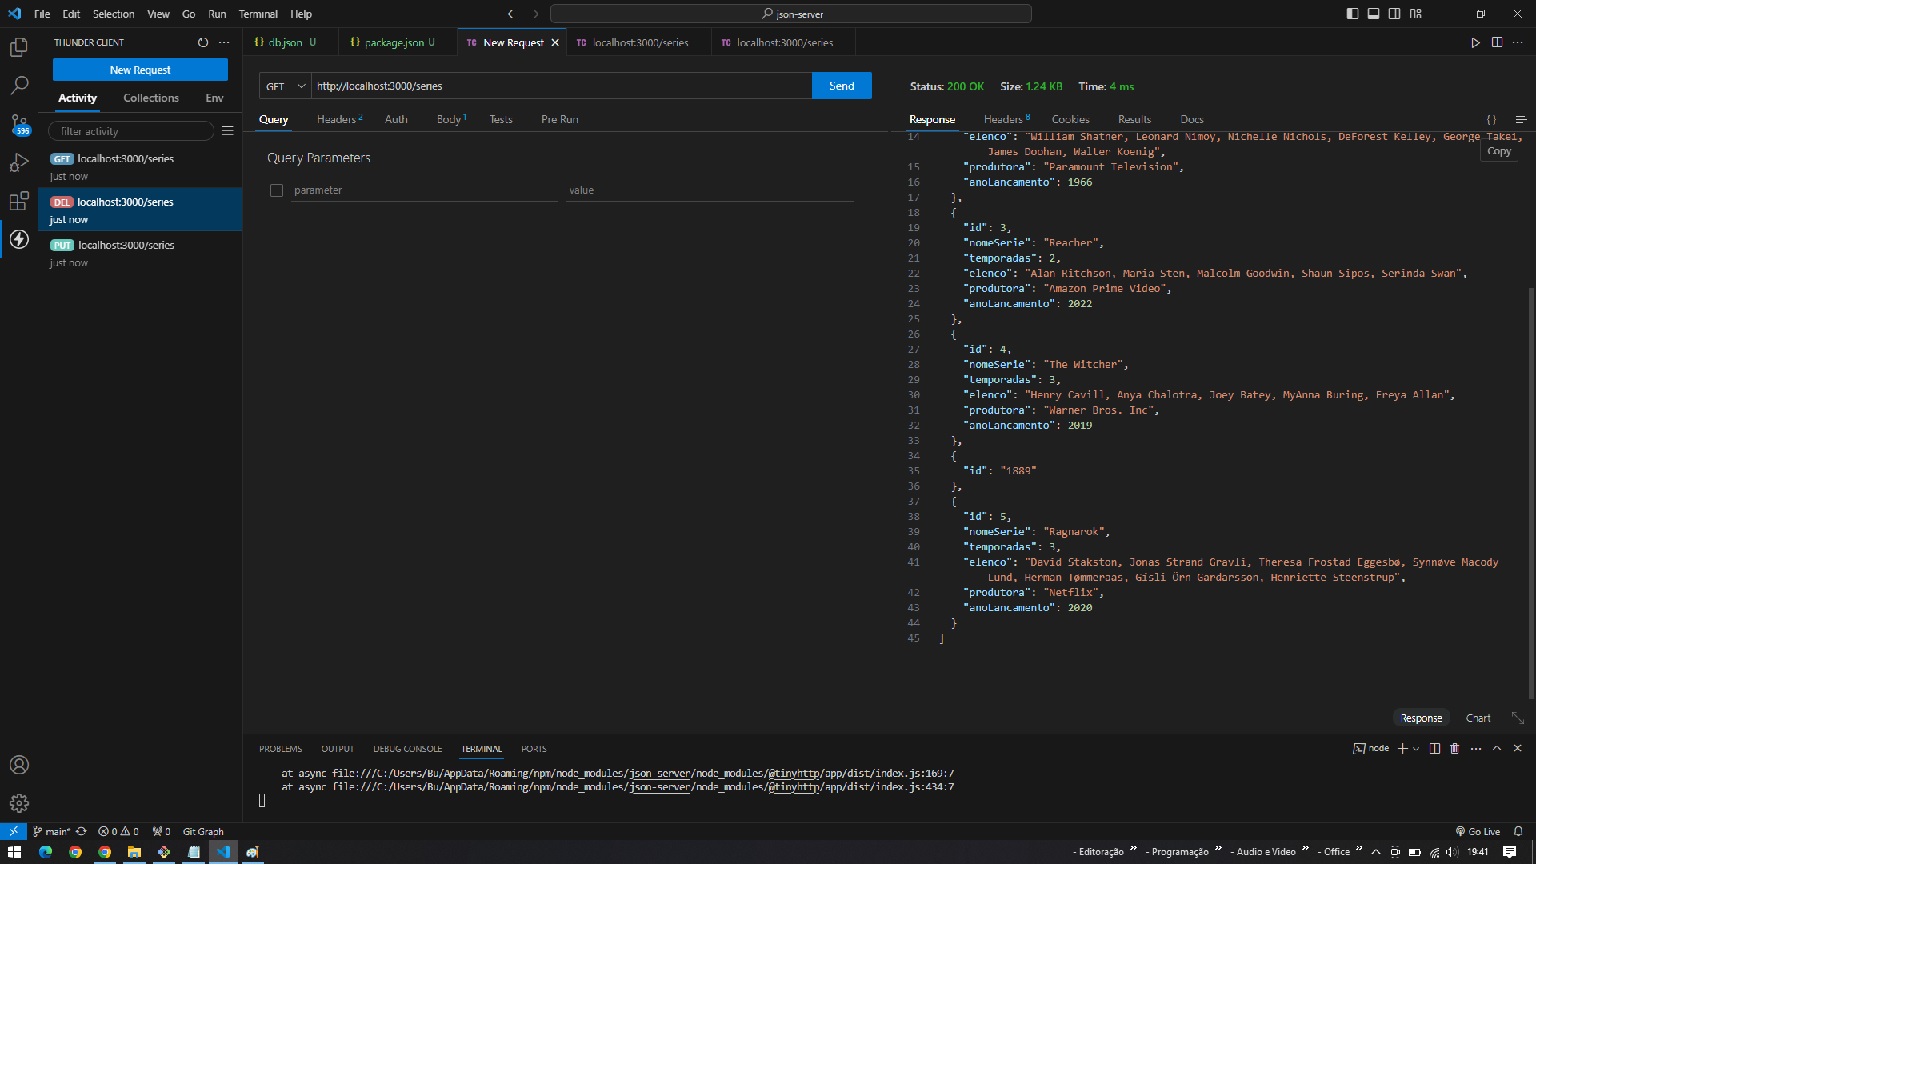 File Edit Selection View Go Run Terminal Help
json-server
THUNDER CLIENT
{} db.json U
{} package.json U
TC New Request
TC localhost:3000/series
TC localhost:3000/series
New Request
Activity Collections Env
filter activity
596
GET localhost:3000/series
just now
DEL localhost:3000/series
just now
PUT localhost:3000/series
just now
GET http://localhost:3000/series Send
Query Headers 2 Auth Body 1 Tests Pre Run
Query Parameters
parameter value
Status: 200 OK Size: 1.24 KB Time: 4 ms
Response Headers 8 Cookies Results Docs
{}
Copy
14 "elenco": "William Shatner, Leonard Nimoy, Nichelle Nichols, DeForest Kelley, George Takei,
James Doohan, Walter Koenig",
15 "produtora": "Paramount Television",
16 "anoLancamento": 1966
17 },
18 {
19 "id": 3,
20 "nomeSerie": "Reacher",
21 "temporadas": 2,
22 "elenco": "Alan Ritchson, Maria Sten, Malcolm Goodwin, Shaun Sipos, Serinda Swan",
23 "produtora": "Amazon Prime Video",
24 "anoLancamento": 2022
25 },
26 {
27 "id": 4,
28 "nomeSerie": "The Witcher",
29 "temporadas": 3,
30 "elenco": "Henry Cavill, Anya Chalotra, Joey Batey, MyAnna Buring, Freya Allan",
31 "produtora": "Warner Bros. Inc",
32 "anoLancamento": 2019
33 },
34 {
35 "id": "1889"
36 },
37 {
38 "id": 5,
39 "nomeSerie": "Ragnarok",
40 "temporadas": 3,
41 "elenco": "David Stakston, Jonas Strand Gravli, Theresa Frostad Eggesbø, Synnøve Macody
Lund, Herman Tømmeraas, Gísli Örn Garðarsson, Henriette Steenstrup",
42 "produtora": "Netflix",
43 "anoLancamento": 2020
44 }
45 ]
Response Chart
PROBLEMS OUTPUT DEBUG CONSOLE TERMINAL PORTS
node
at async file:///C:/Users/Bu/AppData/Roaming/npm/node_modules/json-server/node_modules/@tinyhttp/app/dist/index.js:169:7
at async file:///C:/Users/Bu/AppData/Roaming/npm/node_modules/json-server/node_modules/@tinyhttp/app/dist/index.js:434:7
main* 0 0 0 Git Graph
Go Live
- Editoração » - Programação » - Audio e Video » - Office » 19:41